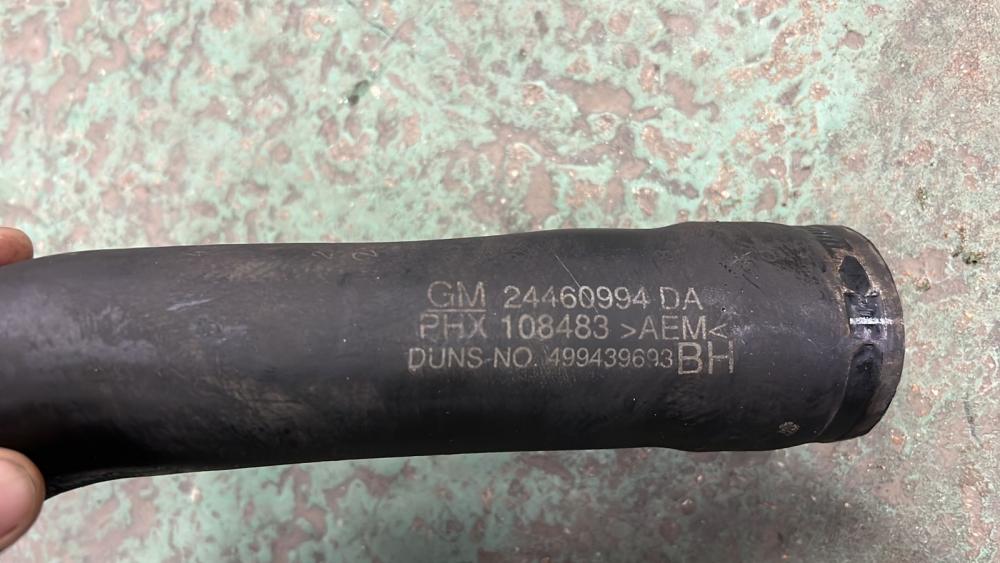 GM 24460994 DA
PHX 108483 >AEM<
DUNS-NO. 499439693 BH